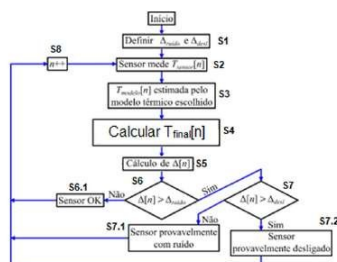 Início
S1
Definir Δruído e Δdesl
S8
n++
S2
Sensor mede Tsensor[n]
S3
Tmodelo[n] estimada pelo
modelo térmico escolhido
Calcular Tfinal[n]
S4
Cálculo de Δ[n]
S5
S6
S7
S6.1
Sensor OK
Não
Δ[n]>Δruído
Sim
Δ[n]>Δdesl
Não
Sim
S7.1
S7.2
Sensor provavelmente
com ruído
Sensor
provavelmente desligado